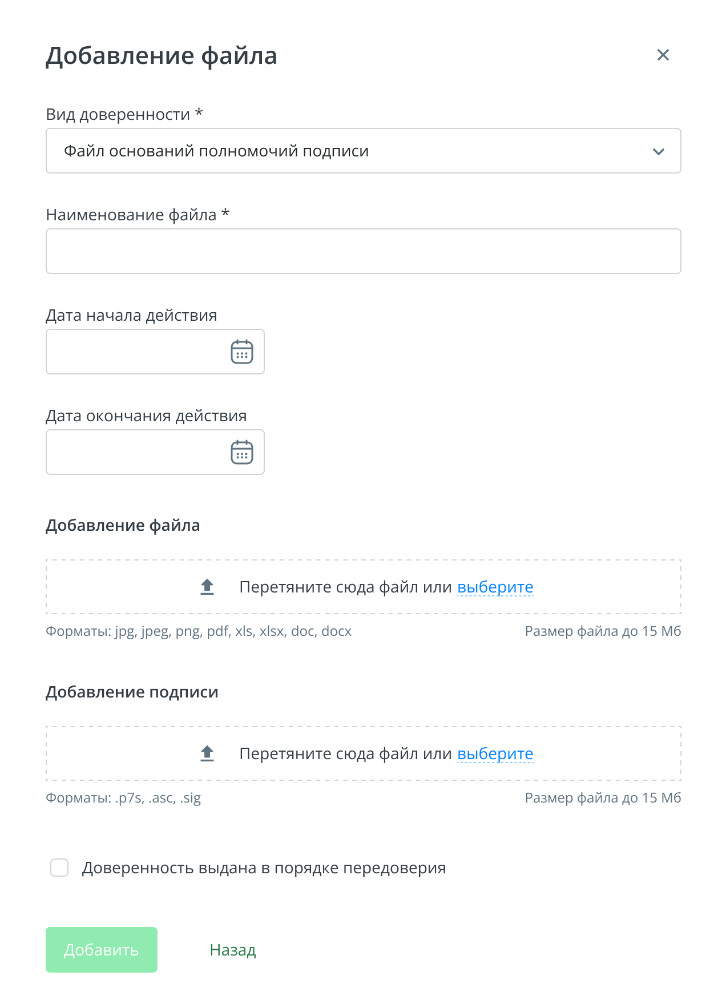 Добавление файла
Вид доверенности *
Файл оснований полномочий подписи
Наименование файла *
Дата начала действия
Дата окончания действия
Добавление файла
Перетяните сюда файл или выберите
Форматы: jpg, jpeg, png, pdf, xls, xlsx, doc, docx
Размер файла до 15 Мб
Добавление подписи
Перетяните сюда файл или выберите
Форматы: .p7s, .asc, .sig
Размер файла до 15 Мб
Доверенность выдана в порядке передоверия
Добавить
Назад